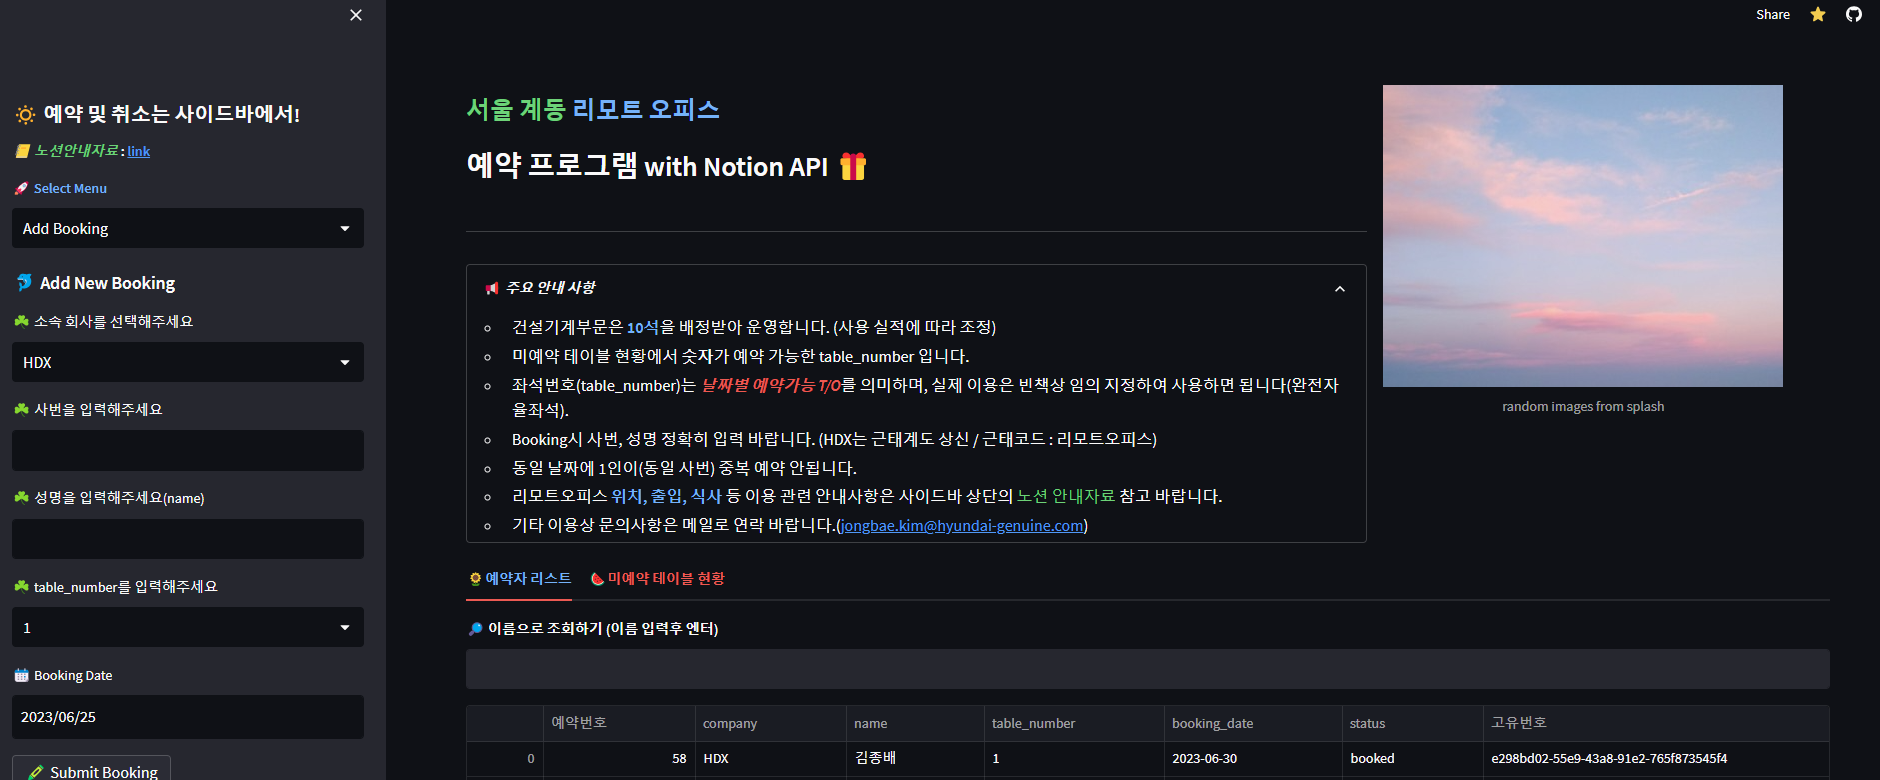 Share
예약 및 취소는 사이드바에서!
노션안내자료 : link
Select Menu
Add Booking
Add New Booking
소속 회사를 선택해주세요
HDX
사번을 입력해주세요
성명을 입력해주세요(name)
table_number를 입력해주세요
1
Booking Date
2023/06/25
Submit Booking
서울 계동 리모트 오피스
예약 프로그램 with Notion API
주요 안내 사항
건설기계부문은 10석을 배정받아 운영합니다. (사용 실적에 따라 조정)
미예약 테이블 현황에서 숫자가 예약 가능한 table_number 입니다.
좌석번호(table_number)는 날짜별 예약가능 T/O를 의미하며, 실제 이용은 빈책상 임의 지정하여 사용하면 됩니다(완전자
율좌석).
Booking시 사번, 성명 정확히 입력 바랍니다. (HDX는 근태계도 상신 / 근태코드 : 리모트오피스)
동일 날짜에 1인이(동일 사번) 중복 예약 안됩니다.
리모트오피스 위치, 출입, 식사 등 이용 관련 안내사항은 사이드바 상단의 노션 안내자료 참고 바랍니다.
기타 이용상 문의사항은 메일로 연락 바랍니다.(jongbae.kim@hyundai-genuine.com)
random images from splash
예약자 리스트 미예약 테이블 현황
이름으로 조회하기 (이름 입력후 엔터)
예약번호 company name table_number booking_date status 고유번호
0 58 HDX 김종배 1 2023-06-30 booked e298bd02-55e9-43a8-91e2-765f873545f4